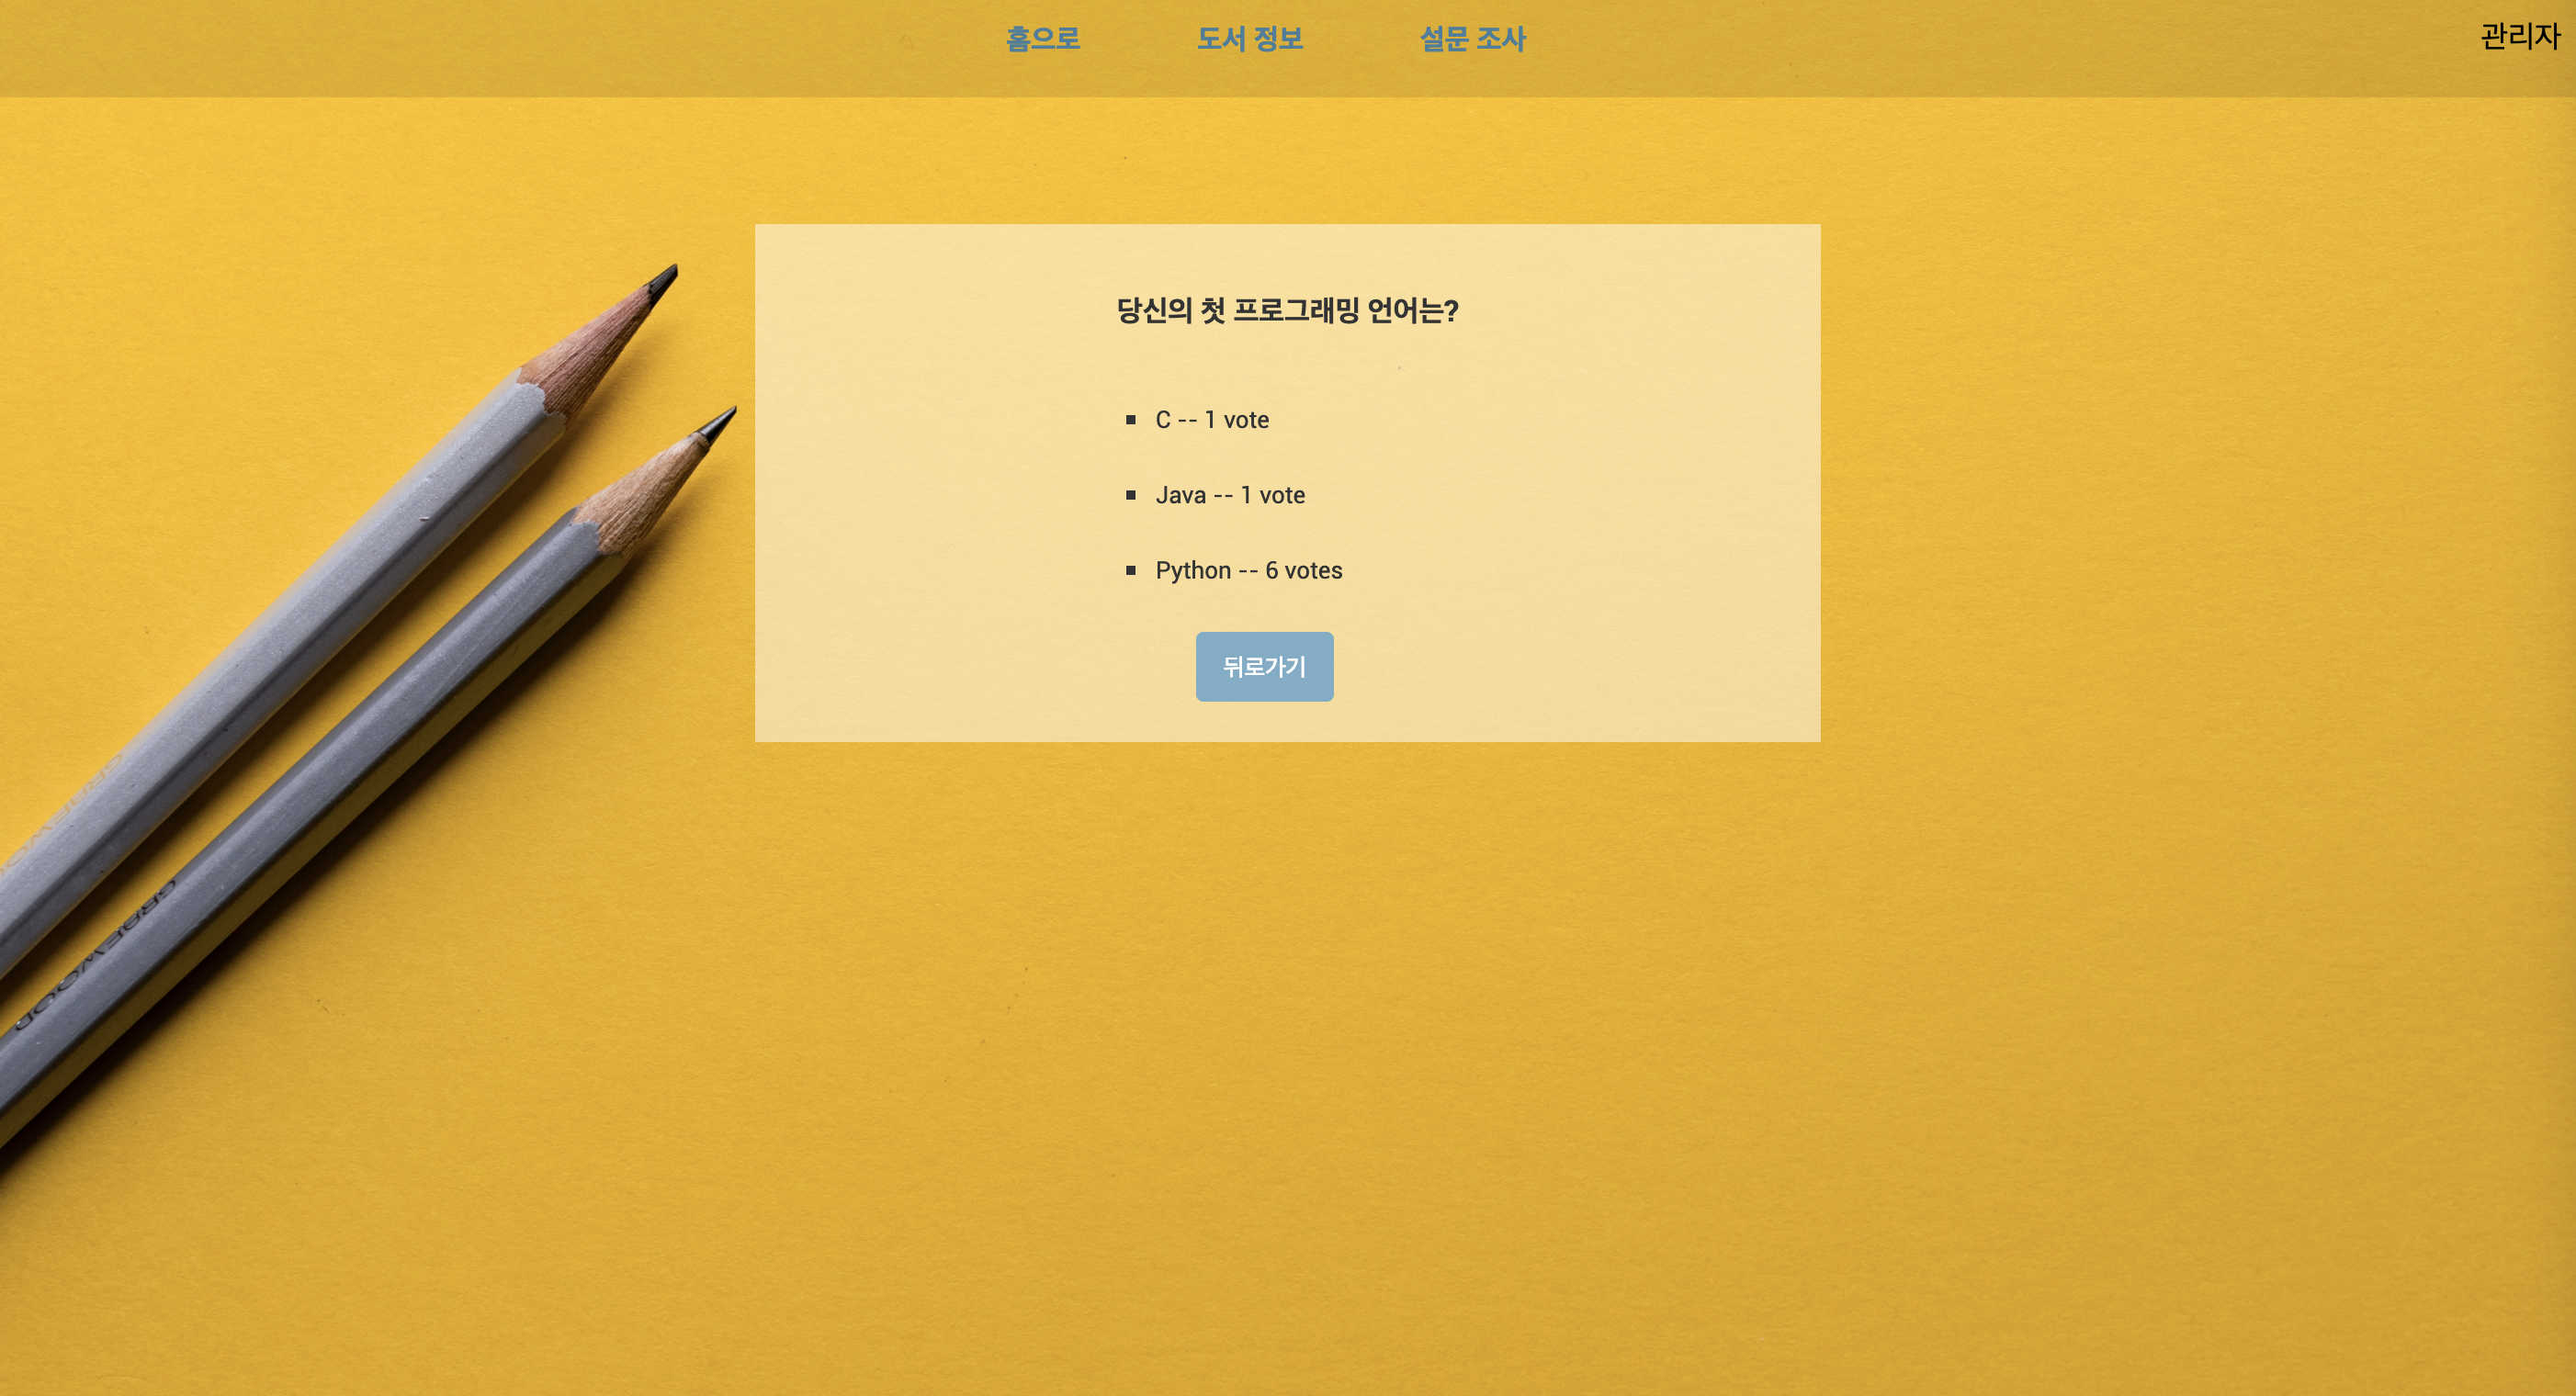 홈으로 도서 정보 설문 조사 관리자
당신의 첫 프로그래밍 언어는?
C -- 1 vote
Java -- 1 vote
Python -- 6 votes
뒤로가기